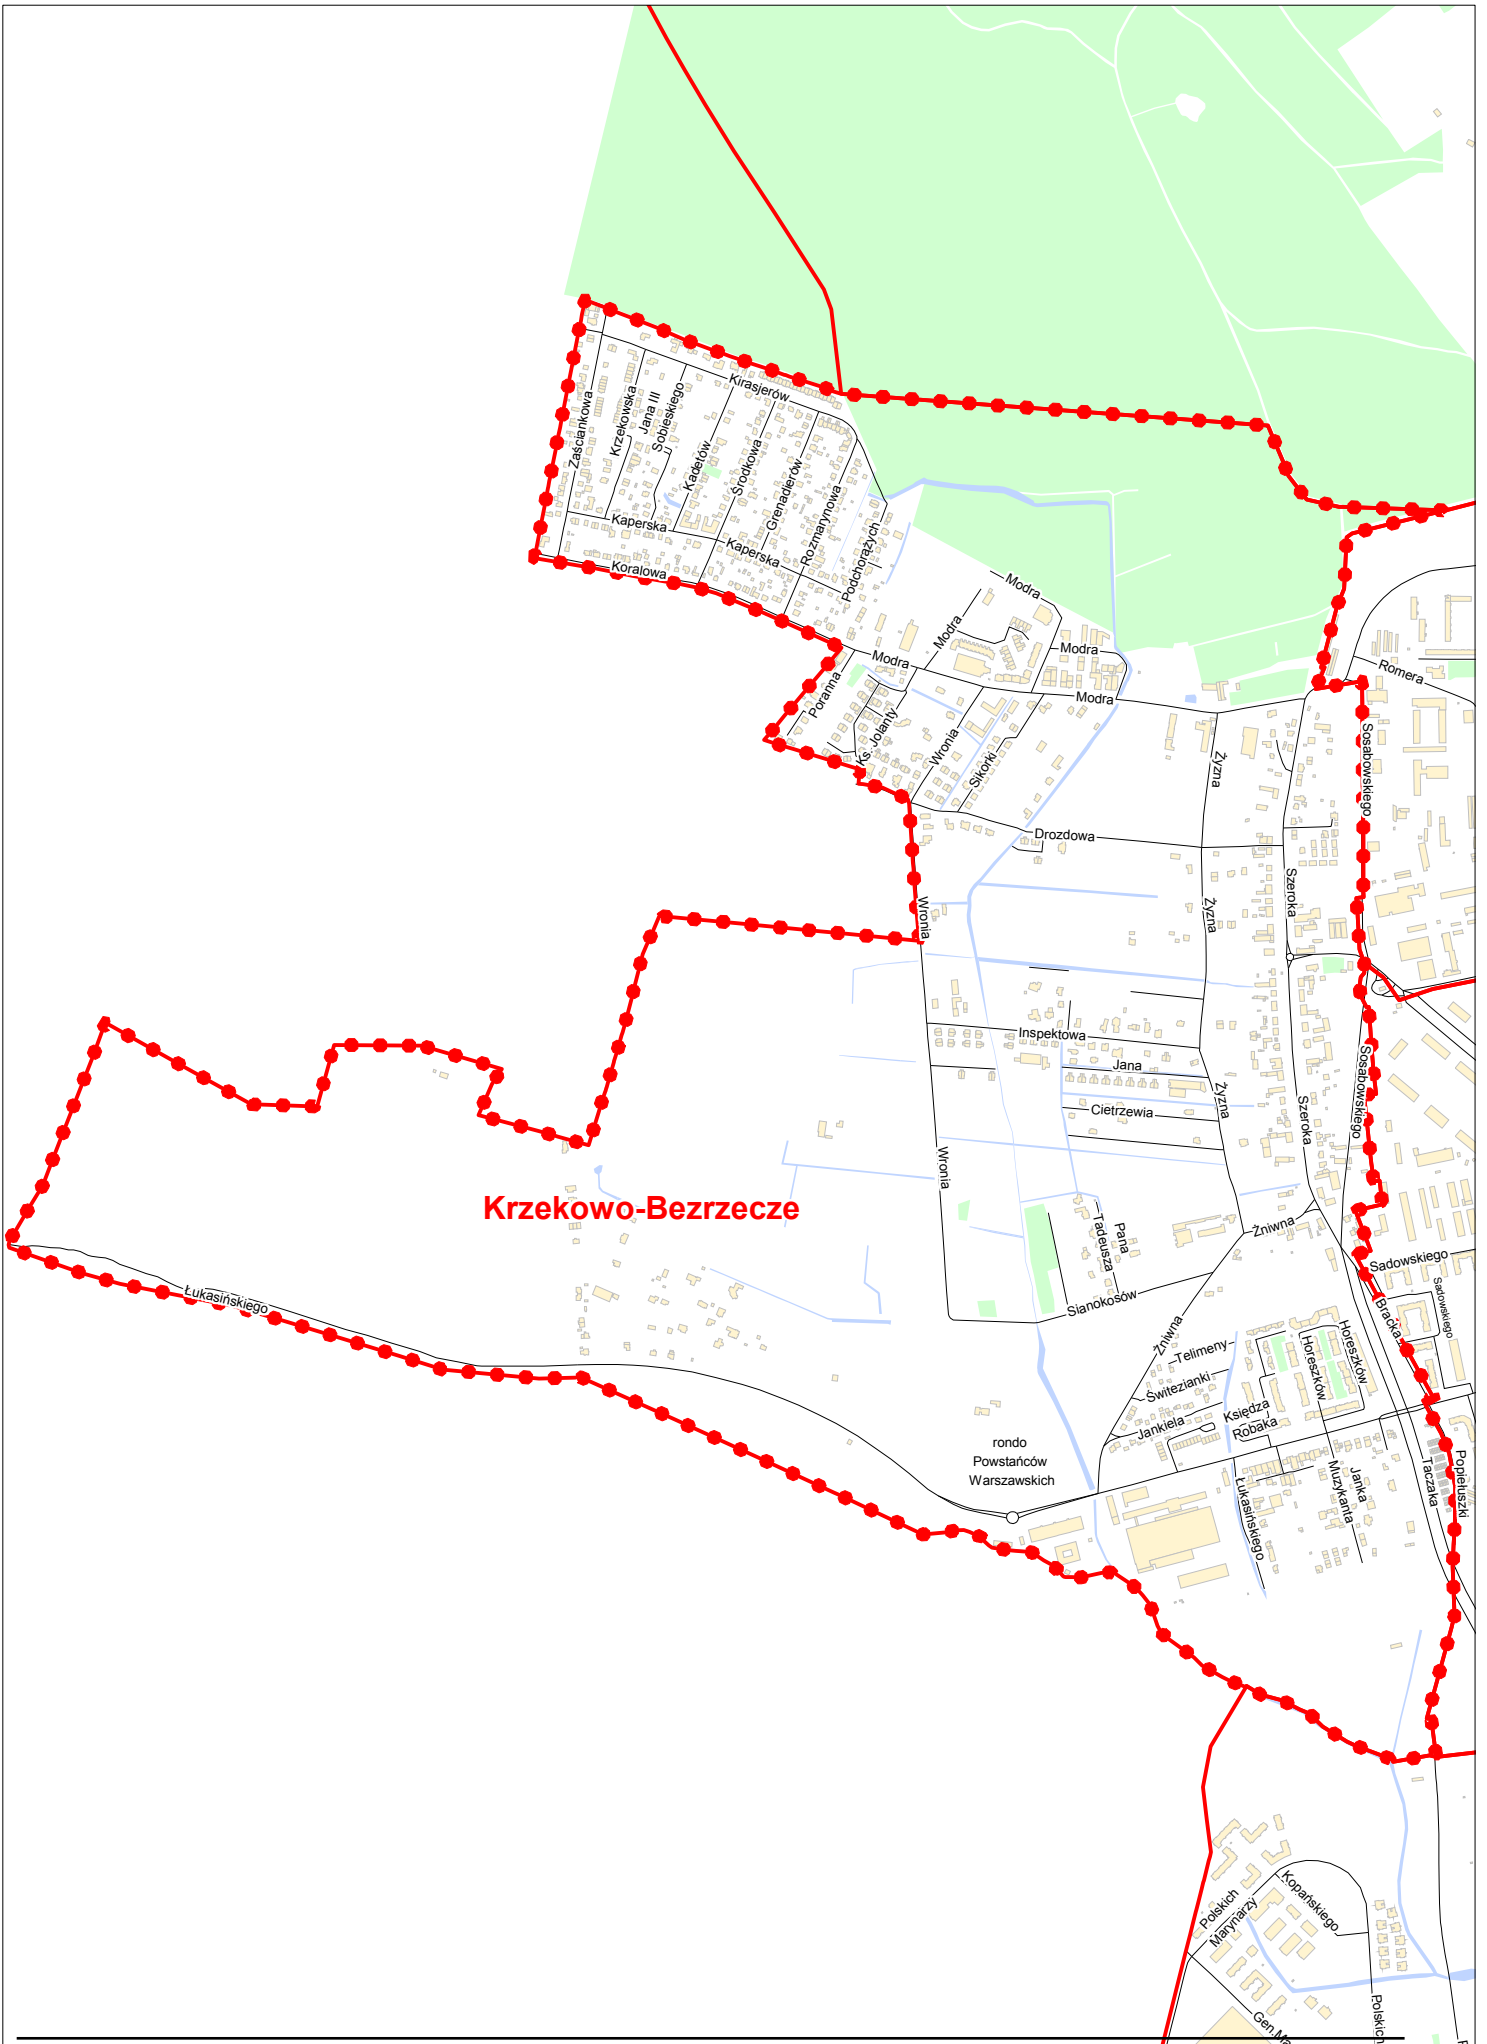 Kirasjerów
Zaściankowa
Krzekowska
Jana III
Sobieskiego
Kadetów
Środkowa
Grenadierów
Rozmarynowa
Podchorążych
Kaperska
Kaperska
Koralowa
Modra
Modra
Modra
Modra
Modra
Romera
Poranna
Ks. Jolanty
Wronia
Sikorki
Żyzna
Sosabowskiego
Drozdowa
Szeroka
Wronia
Żyzna
Inspektowa
Jana
Cietrzewia
Żyzna
Szeroka
Sosabowskiego
Wronia
Krzekowo-Bezrzecze
Pana
Tadeusza
Żniwna
Sadowskiego
Sadowskiego
Łukasińskiego
Sianokosów
Bracka
Żniwna
Telimeny
Horeszków
Horeszków
Świtezianki
Jankiela
Księdza
Robaka
rondo
Powstańców
Warszawskich
Łukasińskiego
Janka
Muzykanta
Taczaka
Popiełuszki
Polskich
Marynarzy
Kopańskiego
Polskich
Gen.Ma